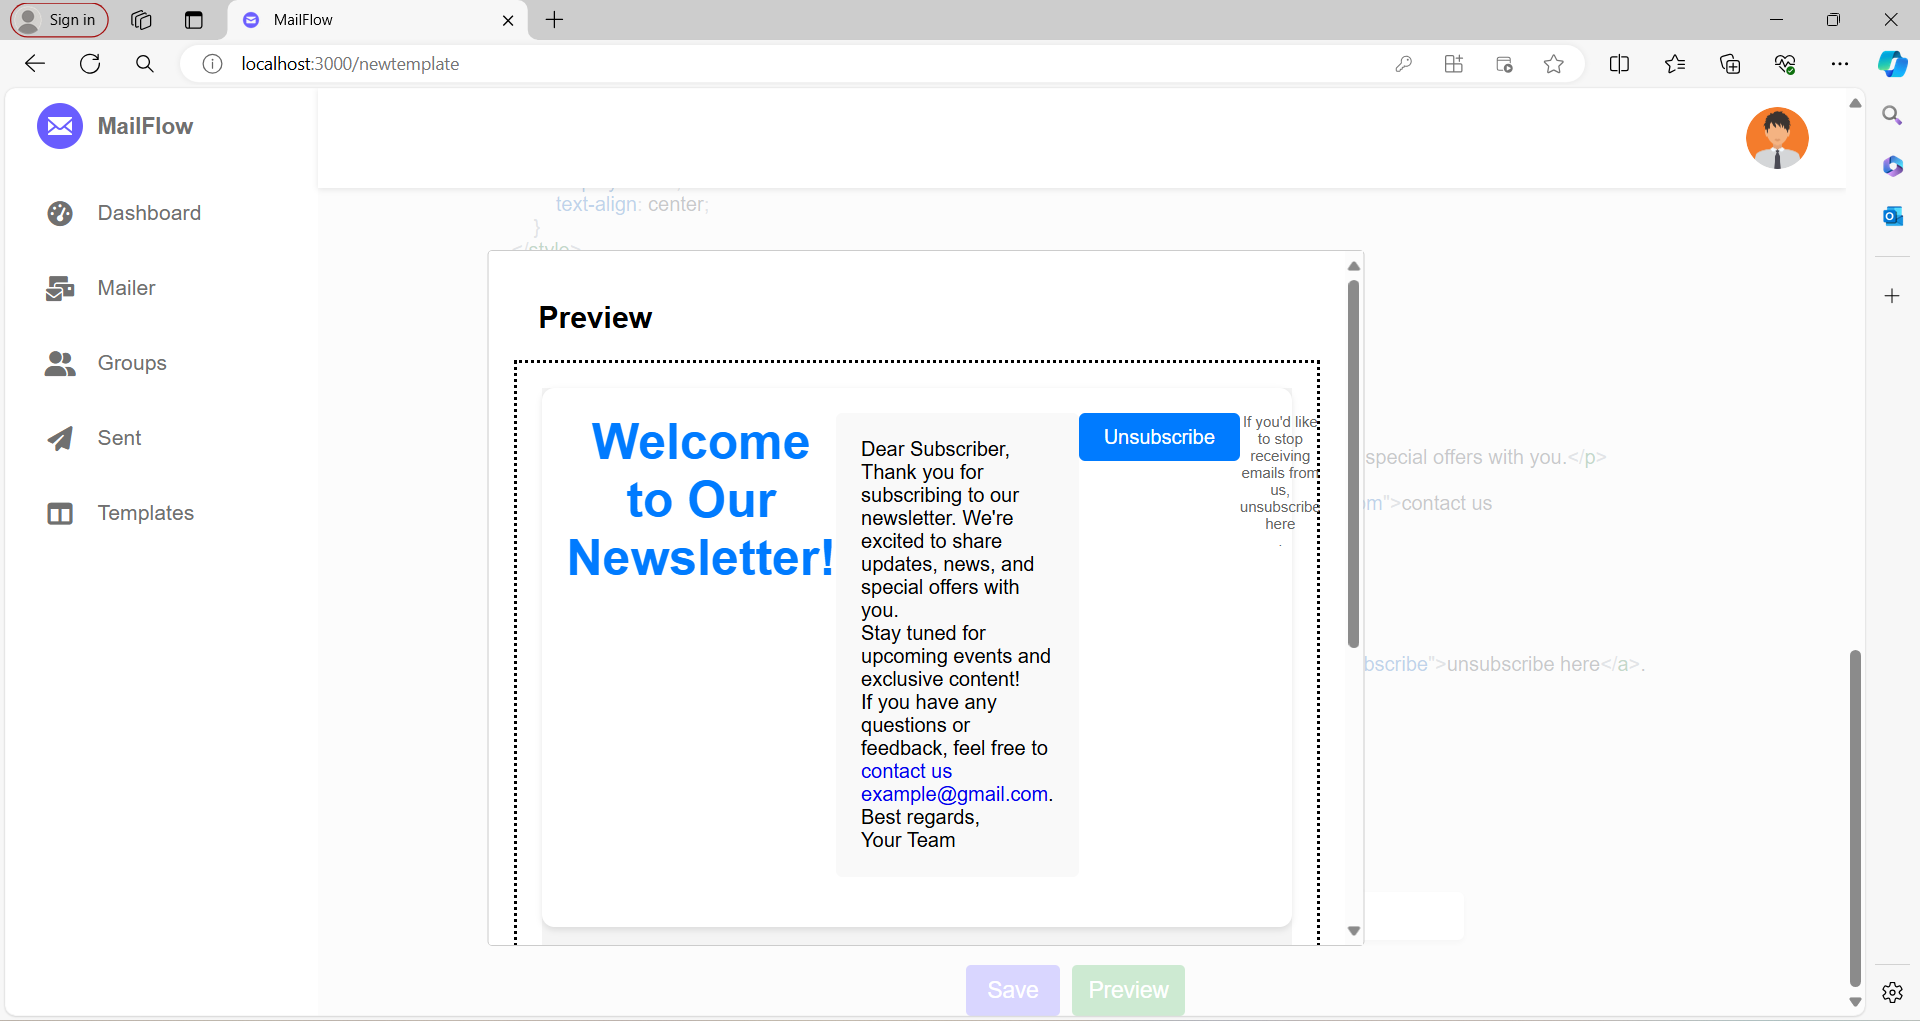 Sign in
MailFlow
localhost:3000/newtemplate
MailFlow
Dashboard
Mailer
Groups
Sent
Templates
text-align: center;
}
</style>
Preview
Welcome
to Our
Newsletter!
Dear Subscriber,
Thank you for
subscribing to our
newsletter. We're
excited to share
updates, news, and
special offers with
you.
Stay tuned for
upcoming events and
exclusive content!
If you have any
questions or
feedback, feel free to
contact us
example@gmail.com.
Best regards,
Your Team
Unsubscribe
If you'd like
to stop
receiving
emails from
us,
unsubscribe
here
.
special offers with you.</p>
m">contact us
bscribe">unsubscribe here</a>.
Save
Preview